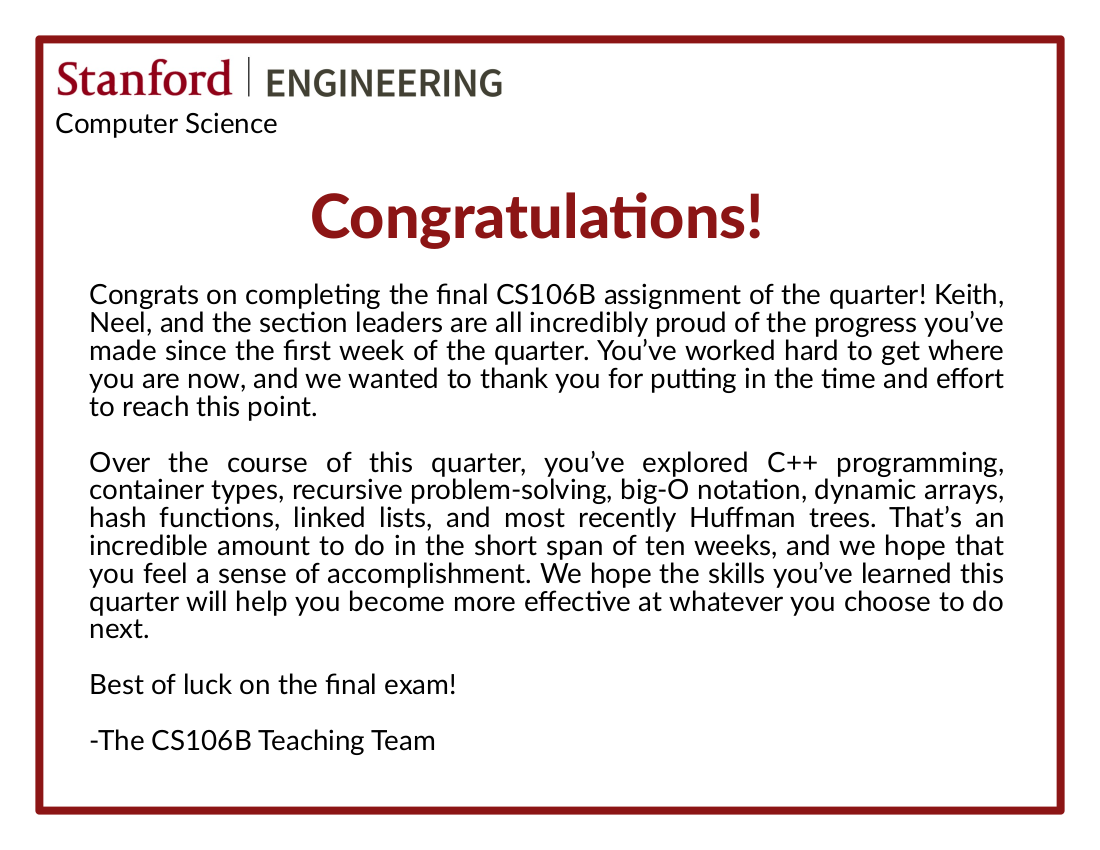 Stanford | ENGINEERING
Computer Science
Congratulations!
Congrats on completing the final CS106B assignment of the quarter! Keith,
Neel, and the section leaders are all incredibly proud of the progress you’ve
made since the first week of the quarter. You’ve worked hard to get where
you are now, and we wanted to thank you for putting in the time and effort
to reach this point.
Over the course of this quarter, you’ve explored C++ programming,
container types, recursive problem-solving, big-O notation, dynamic arrays,
hash functions, linked lists, and most recently Huffman trees. That’s an
incredible amount to do in the short span of ten weeks, and we hope that
you feel a sense of accomplishment. We hope the skills you’ve learned this
quarter will help you become more effective at whatever you choose to do
next.
Best of luck on the final exam!
-The CS106B Teaching Team